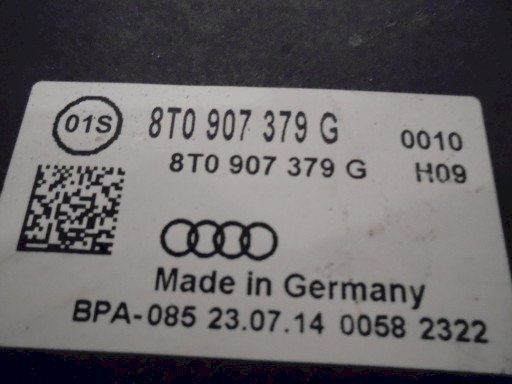 01S 8T0 907 379 G 0010
8T0 907 379 G H09
Made in Germany
BPA-085 23.07.14 0058 2322